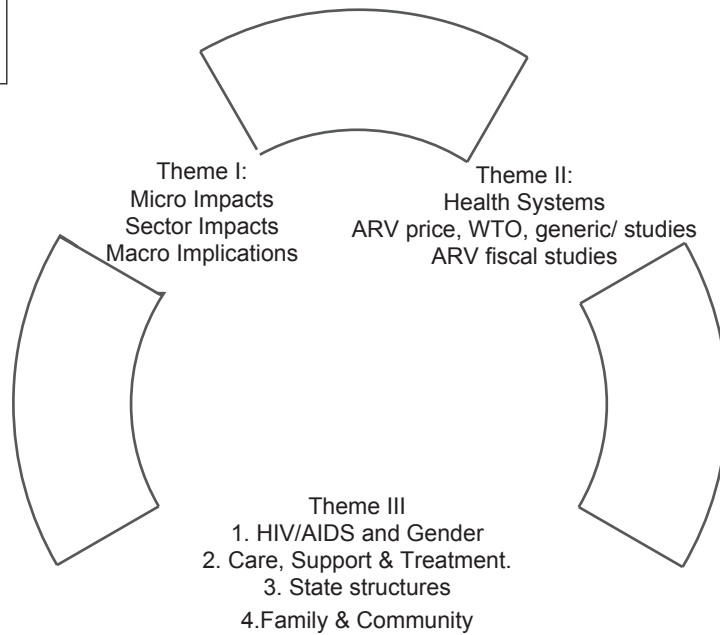 Theme I:
Micro Impacts
Sector Impacts
Macro Implications
Theme II:
Health Systems
ARV price, WTO, generic/ studies
ARV fiscal studies
Theme III
1. HIV/AIDS and Gender
2. Care, Support & Treatment.
3. State structures
4.Family & Community